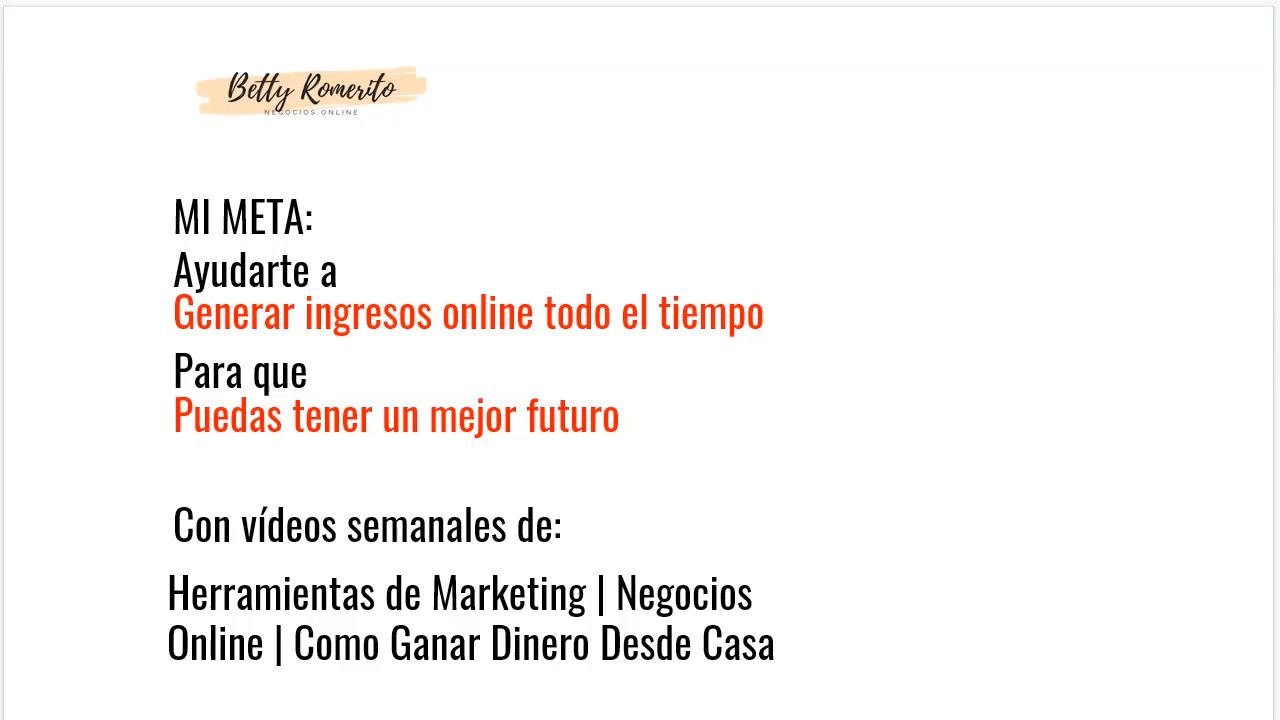 Betty Romerito
NEGOCIOS ONLINE
MI META:
Ayudarte a
Generar ingresos online todo el tiempo
Para que
Puedas tener un mejor futuro
Con vídeos semanales de:
Herramientas de Marketing | Negocios
Online | Como Ganar Dinero Desde Casa